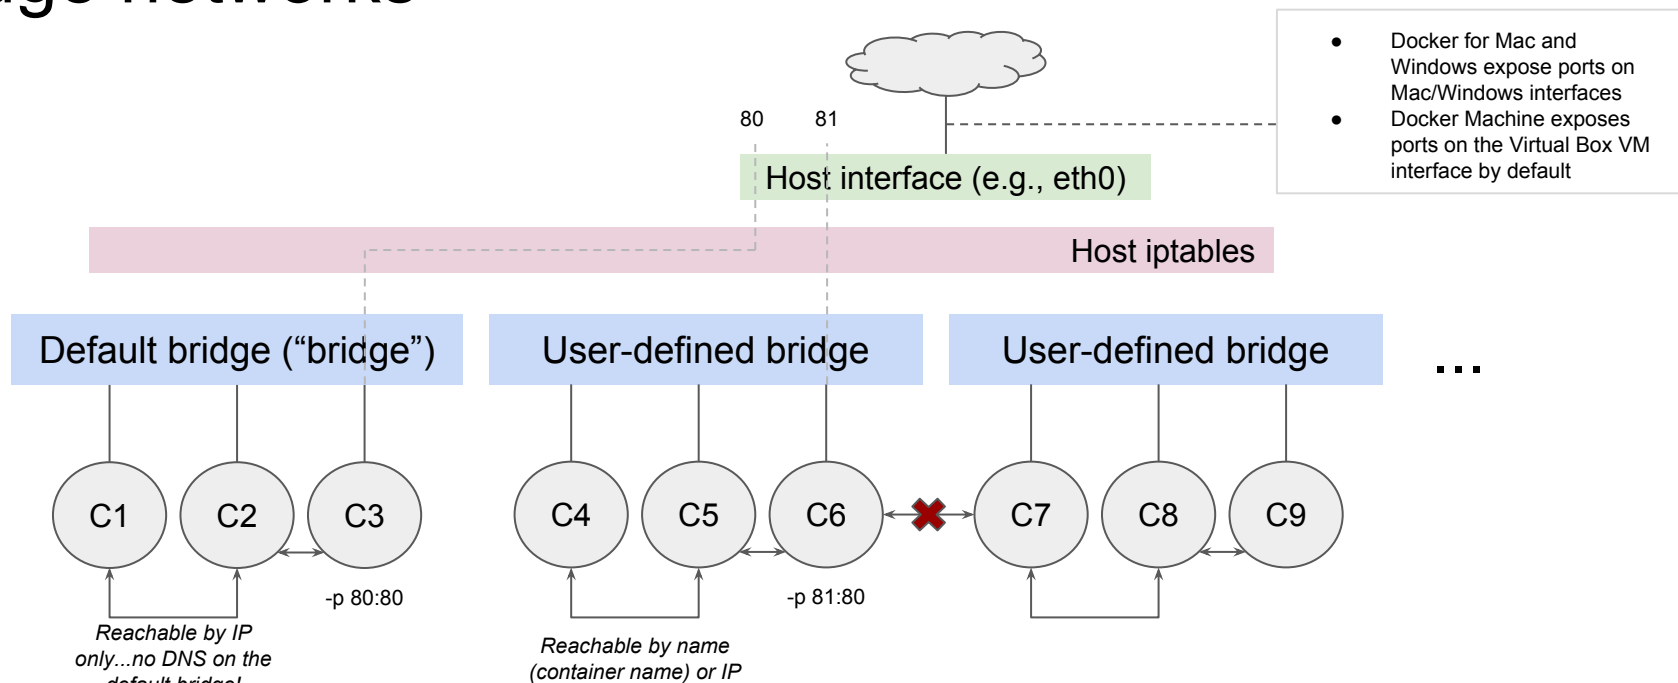 networks
● Docker for Mac and
Windows expose ports on
Mac/Windows interfaces
● Docker Machine exposes
ports on the Virtual Box VM
interface by default
80 81
Host interface (e.g., eth0)
Host iptables
Default bridge (“bridge”)
User-defined bridge
User-defined bridge
...
C1 C2 C3 C4 C5 C6 C7 C8 C9
-p 80:80
-p 81:80
Reachable by IP
only...no DNS on the
default bridge!
Reachable by name
(container name) or IP